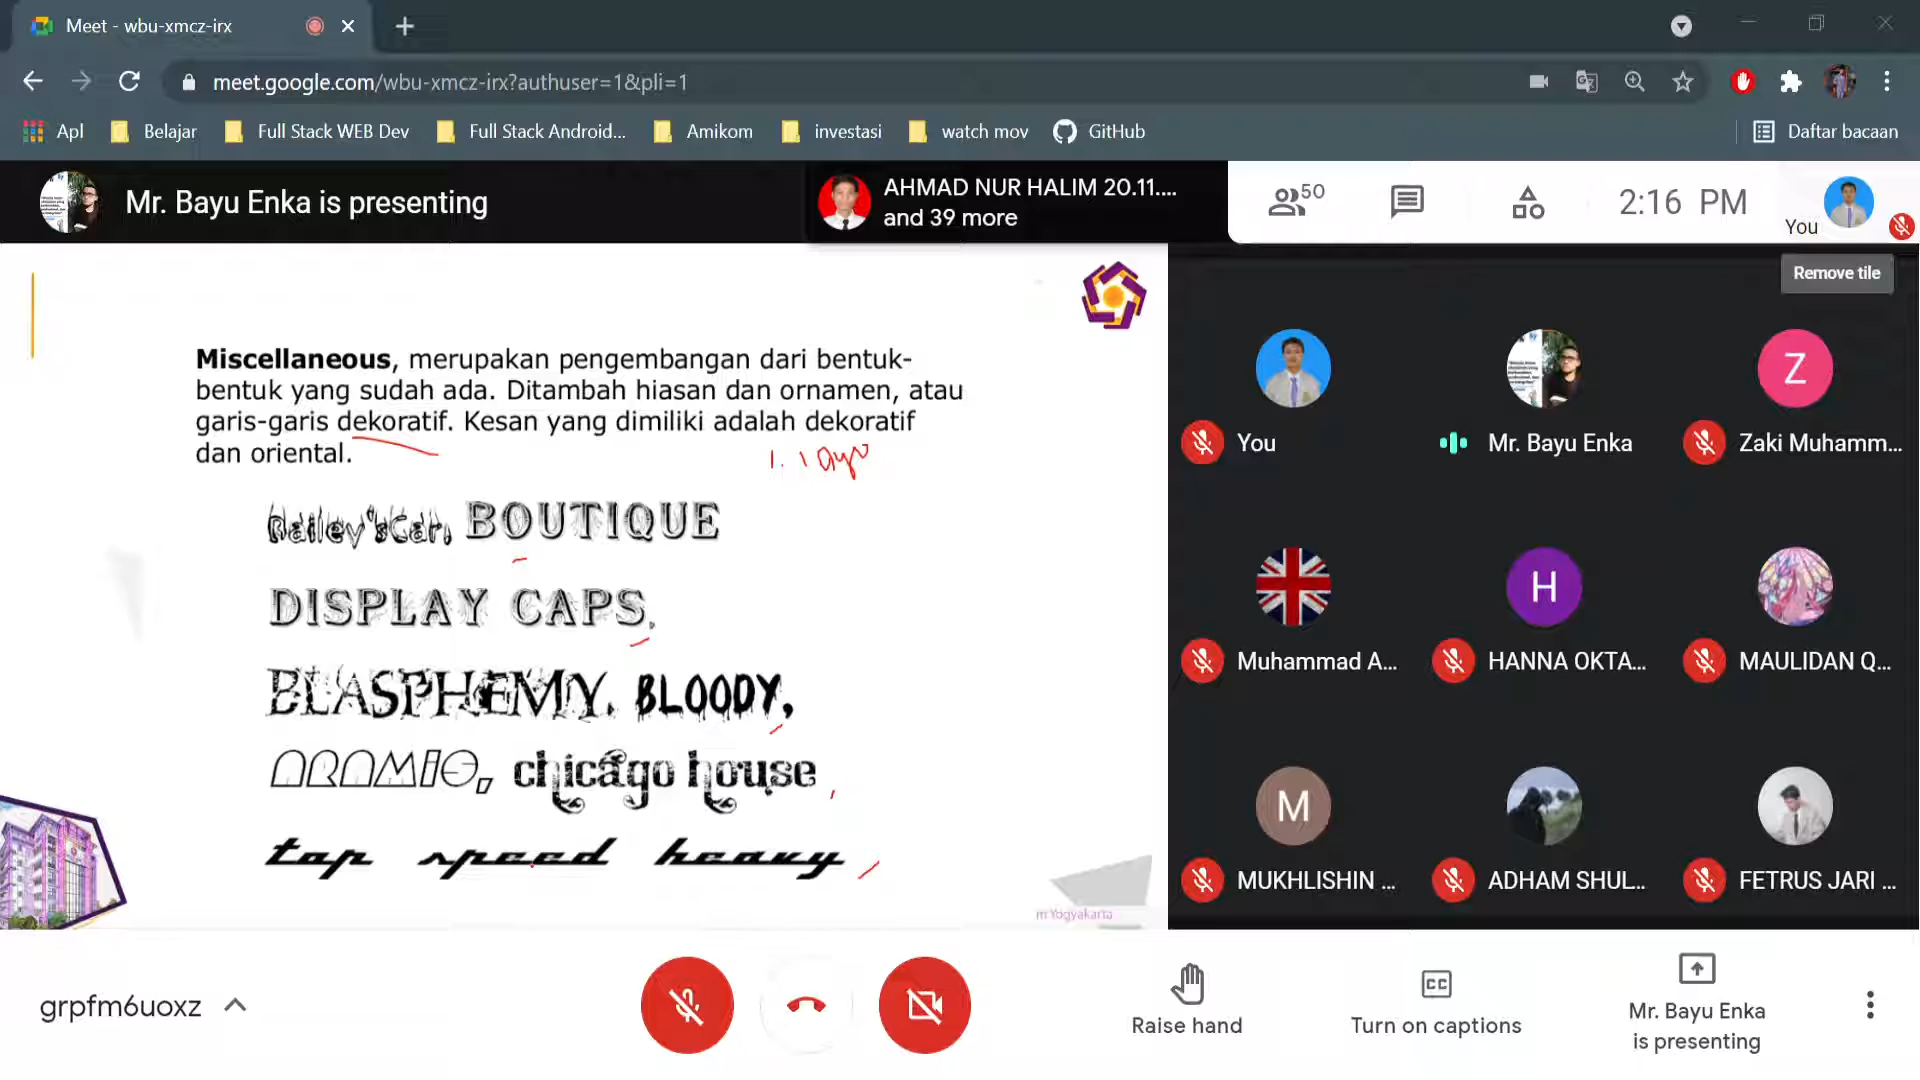 Meet - wbu-xmcz-irx
meet.google.com/wbu-xmcz-irx?authuser=1&pli=1
Apl
Belajar
Full Stack WEB Dev
Full Stack Android...
Amikom
investasi
watch mov
GitHub
Daftar bacaan
Mr. Bayu Enka is presenting
AHMAD NUR HALIM 20.11....
and 39 more
50
2:16 PM
You
Remove tile
Miscellaneous, merupakan pengembangan dari bentuk-
bentuk yang sudah ada. Ditambah hiasan dan ornamen, atau
garis-garis dekoratif. Kesan yang dimiliki adalah dekoratif
dan oriental.
Bailey'sCar, BOUTIQUE
DISPLAY CAPS,
BLASPHEMY, BLOODY,
ARAMIS, chicago house
top speed heavy
m Yogyakarta
You
Mr. Bayu Enka
Z
Zaki Muhamm...
Muhammad A...
H
HANNA OKTA...
MAULIDAN Q...
M
MUKHLISHIN ...
ADHAM SHUL...
FETRUS JARI ...
grpfm6uoxz
Raise hand
CC
Turn on captions
Mr. Bayu Enka
is presenting